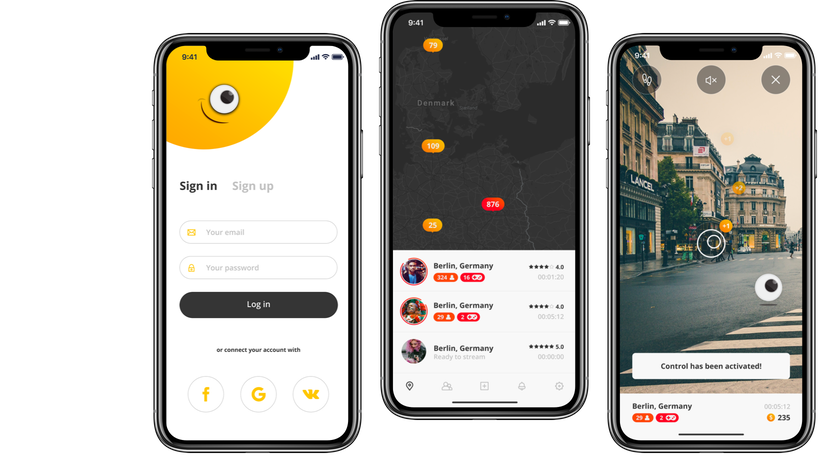 9:41
Sign in Sign up
Your email
Your password
Log in
or connect your account with
9:41
79
Denmark
109
876
25
Berlin, Germany 4.0
324 16 00:01:20
Berlin, Germany 4.0
29 2 00:05:12
Berlin, Germany 5.0
Ready to stream 00:00:00
9:41
LANCEL
+2
+1
Control has been activated!
Berlin, Germany 00:05:12
29 2 235